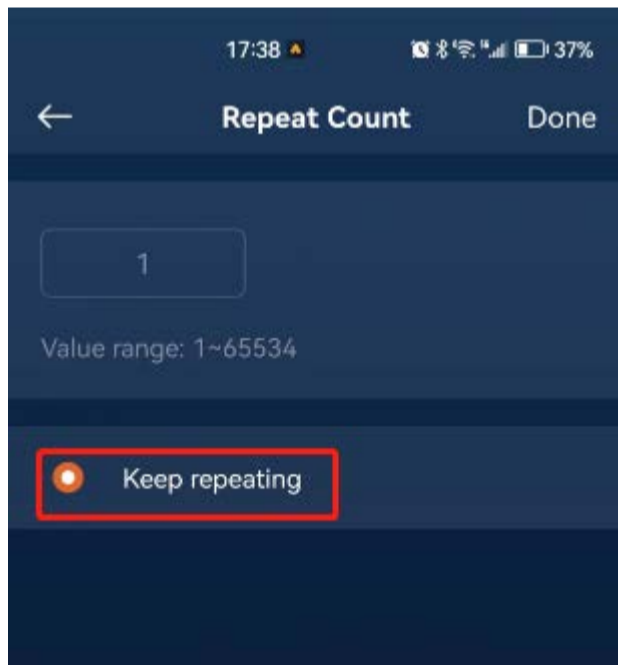 17:38 37%
Repeat Count Done
1
Value range: 1~65534
Keep repeating